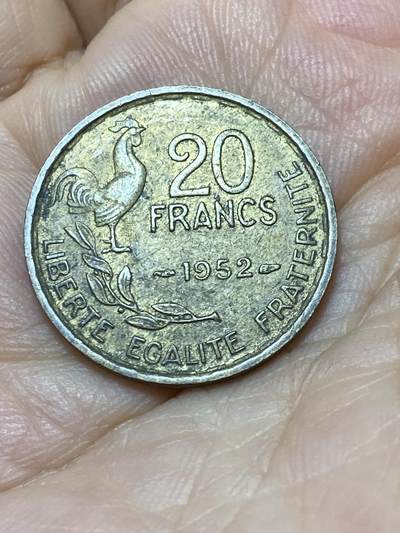 20
FRANCS
1952
LIBERTE EGALITE FRATERNITE